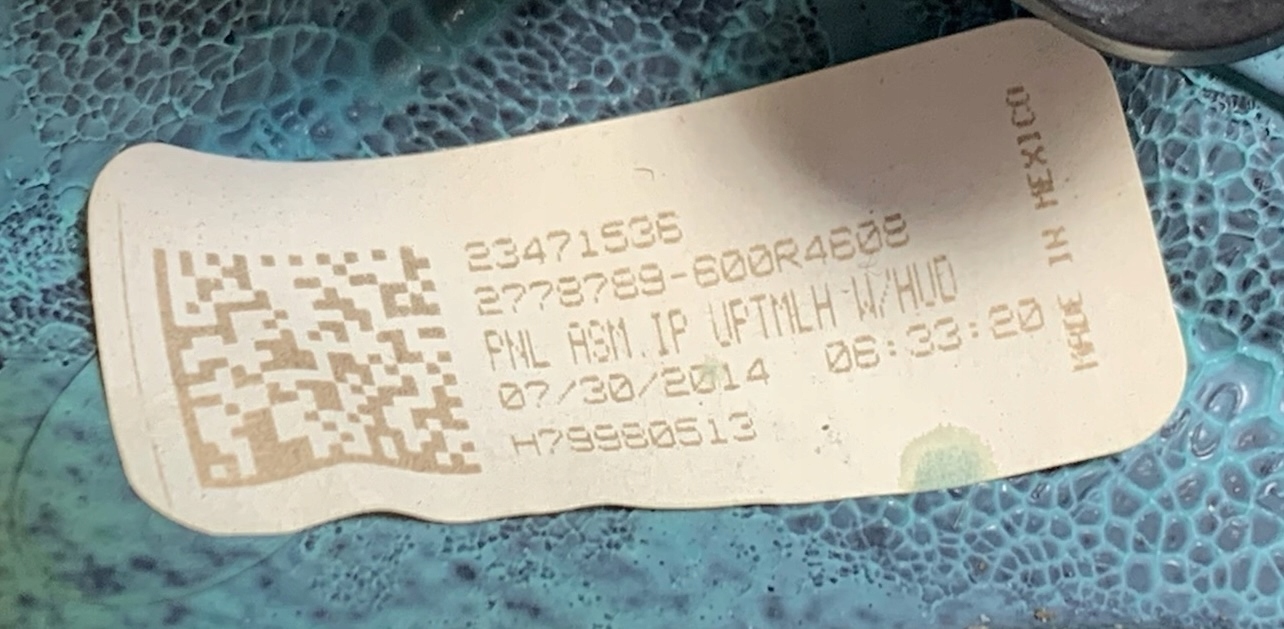 23471536
2778789-600R4608
PNL ASM.IP UPTMLH W/HUD
07/30/2014 06:33:20
H79980513
MADE IN MEXICO